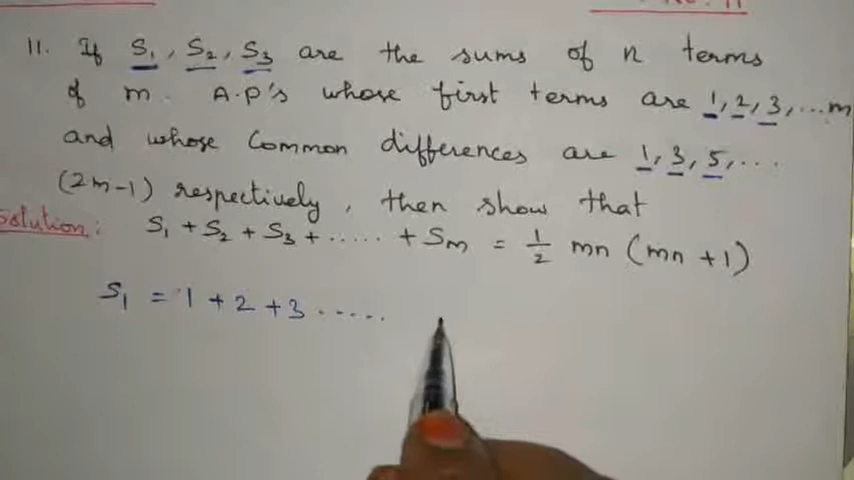 11. If S₁, S₂, S₃ are the sums of n terms
of m A.P's whose first terms are 1, 2, 3, ... m
and whose common differences are 1, 3, 5, ...
(2m-1) respectively, then show that
Solution: S₁ + S₂ + S₃ + ..... + Sm = 1/2 mn (mn + 1)
S₁ = 1 + 2 + 3 .....